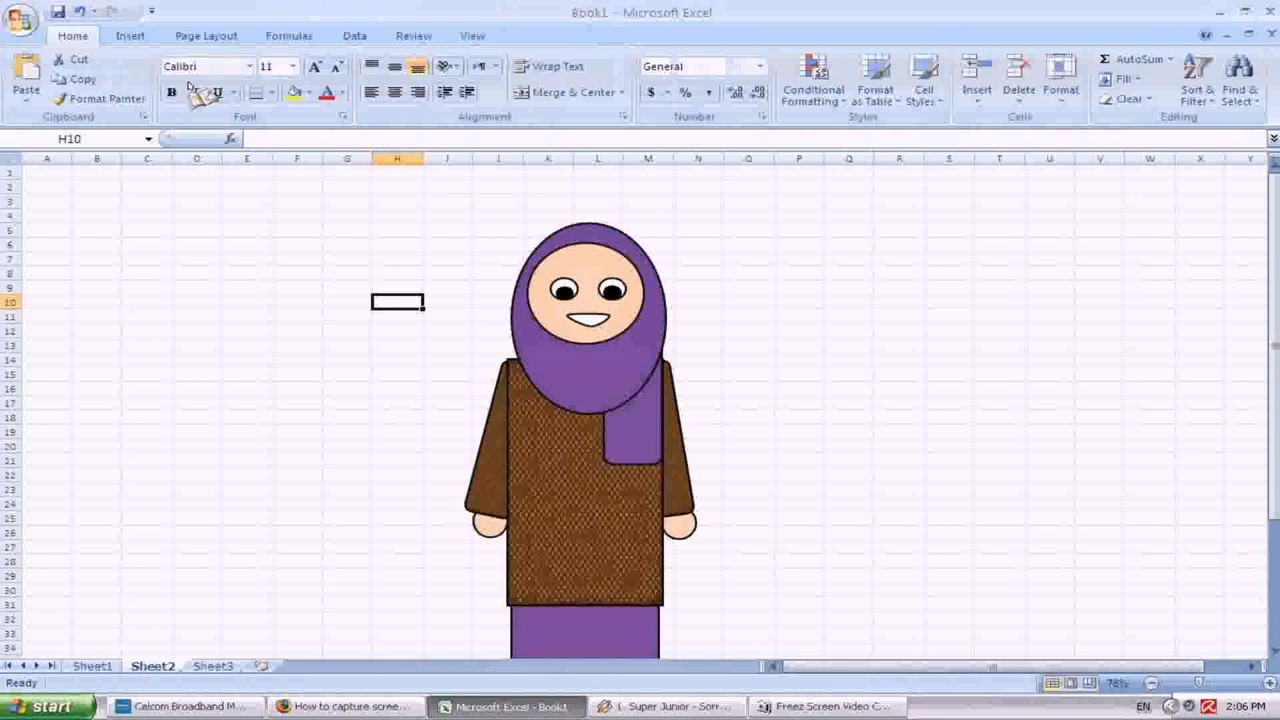 Book1 - Microsoft Excel
Home Insert Page Layout Formulas Data Review View
Paste Cut Copy Format Painter Clipboard
Calibri 11 B U A Font
Wrap Text Merge & Center Alignment
General $ % , Number
Conditional Formatting Format as Table Cell Styles Styles
Insert Delete Format Cells
Σ AutoSum Fill Clear Sort & Filter Find & Select Editing
H10 fx
A B C D E F G H I J K L M N O P Q R S T U V W X Y
1
2
3
4
5
6
7
8
9
10
11
12
13
14
15
16
17
18
19
20
21
22
23
24
25
26
27
28
29
30
31
32
33
34
Sheet1 Sheet2 Sheet3
Ready 78%
start Celcom Broadband M... How to capture scree... Microsoft Excel - Book1 1. Super Junior - Sorr... Freez Screen Video C... EN 2:06 PM